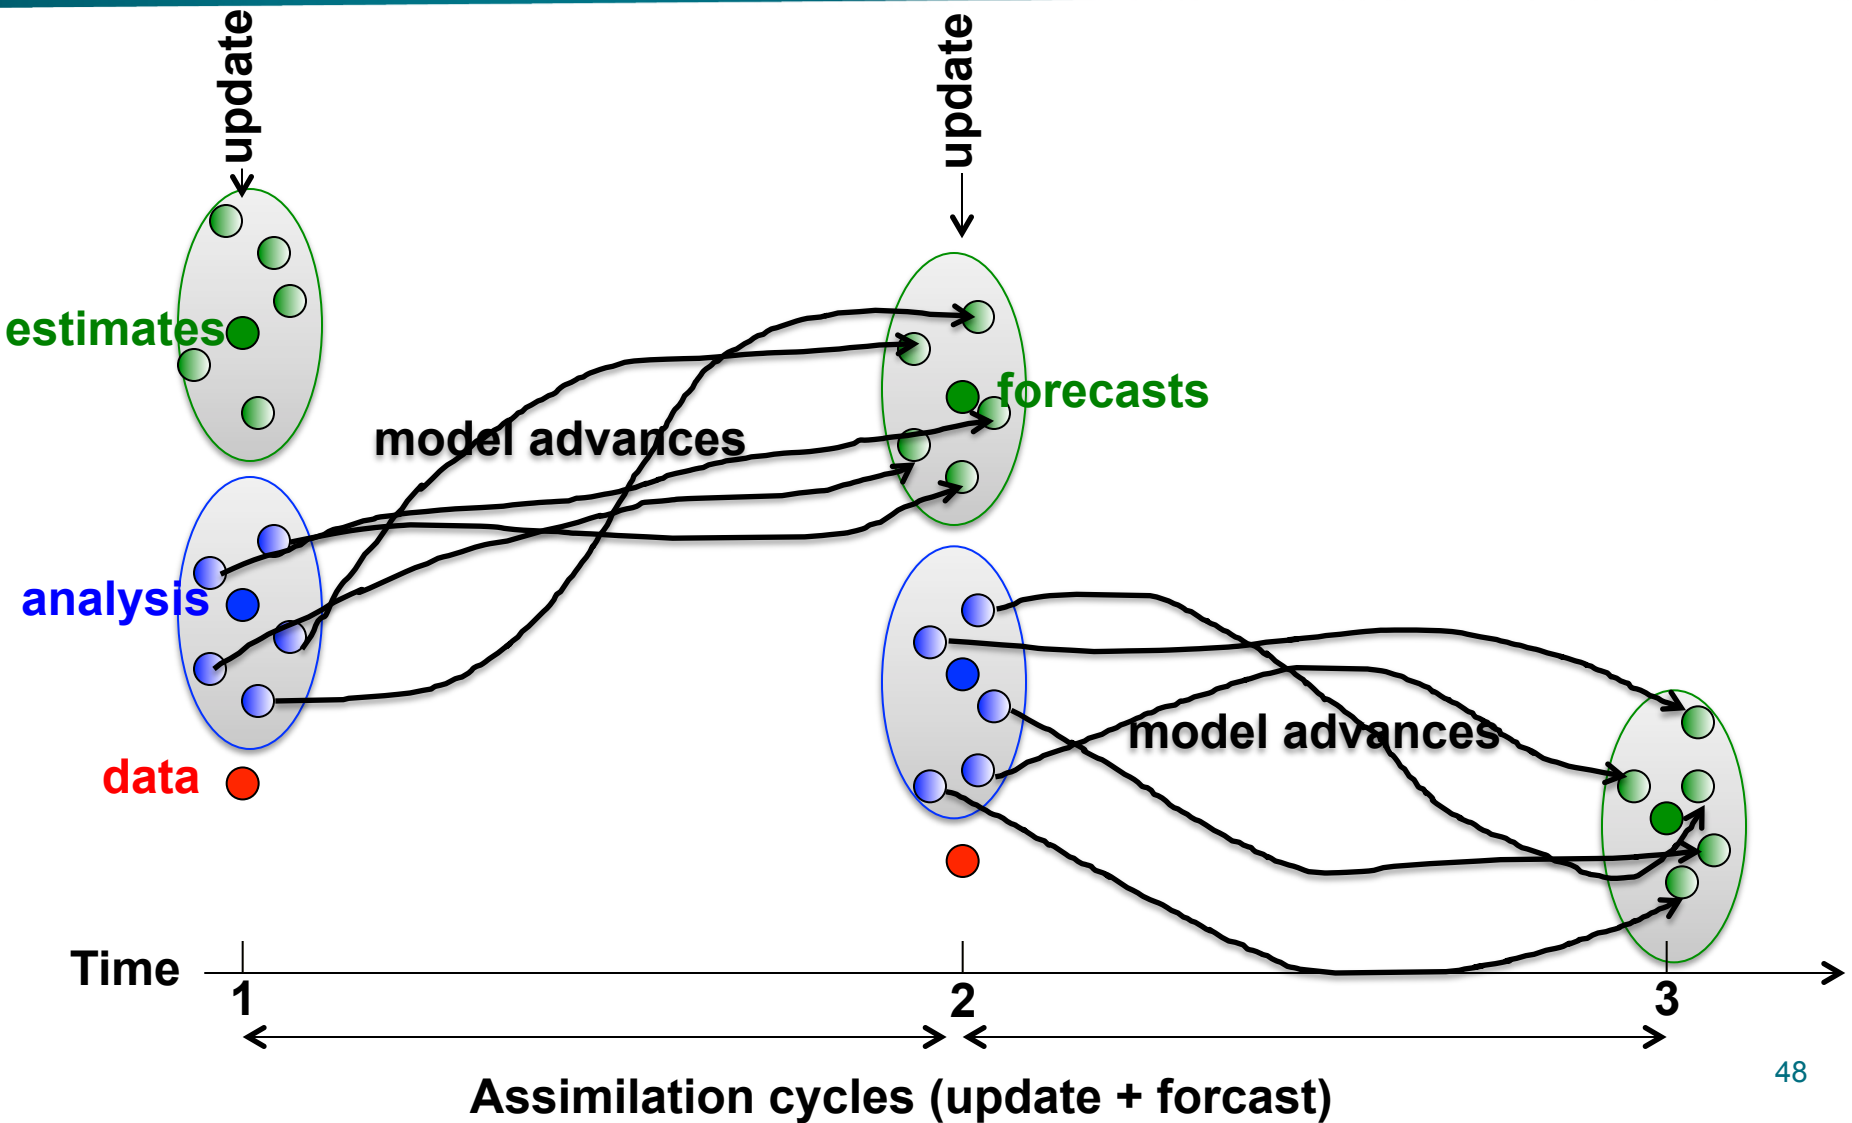 update
update
estimates
forecasts
model advances
analysis
model advances
data
Time
1
2
3
Assimilation cycles (update + forcast)
48